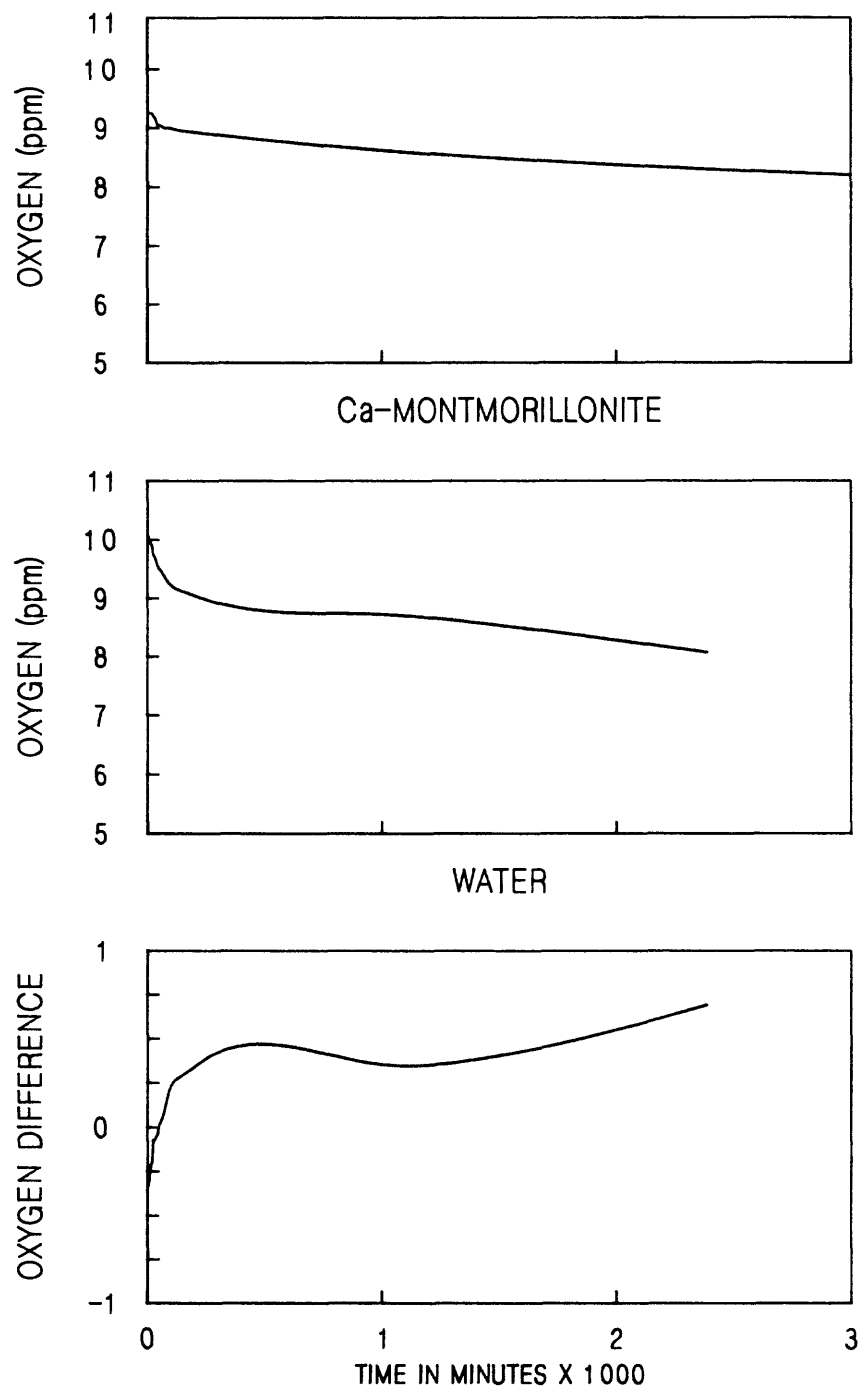 OXYGEN (ppm)
11
10
9
8
7
6
5
Ca-MONTMORILLONITE
OXYGEN (ppm)
11
10
9
8
7
6
5
WATER
OXYGEN DIFFERENCE
1
0
-1
0 1 2 3
TIME IN MINUTES X 1000